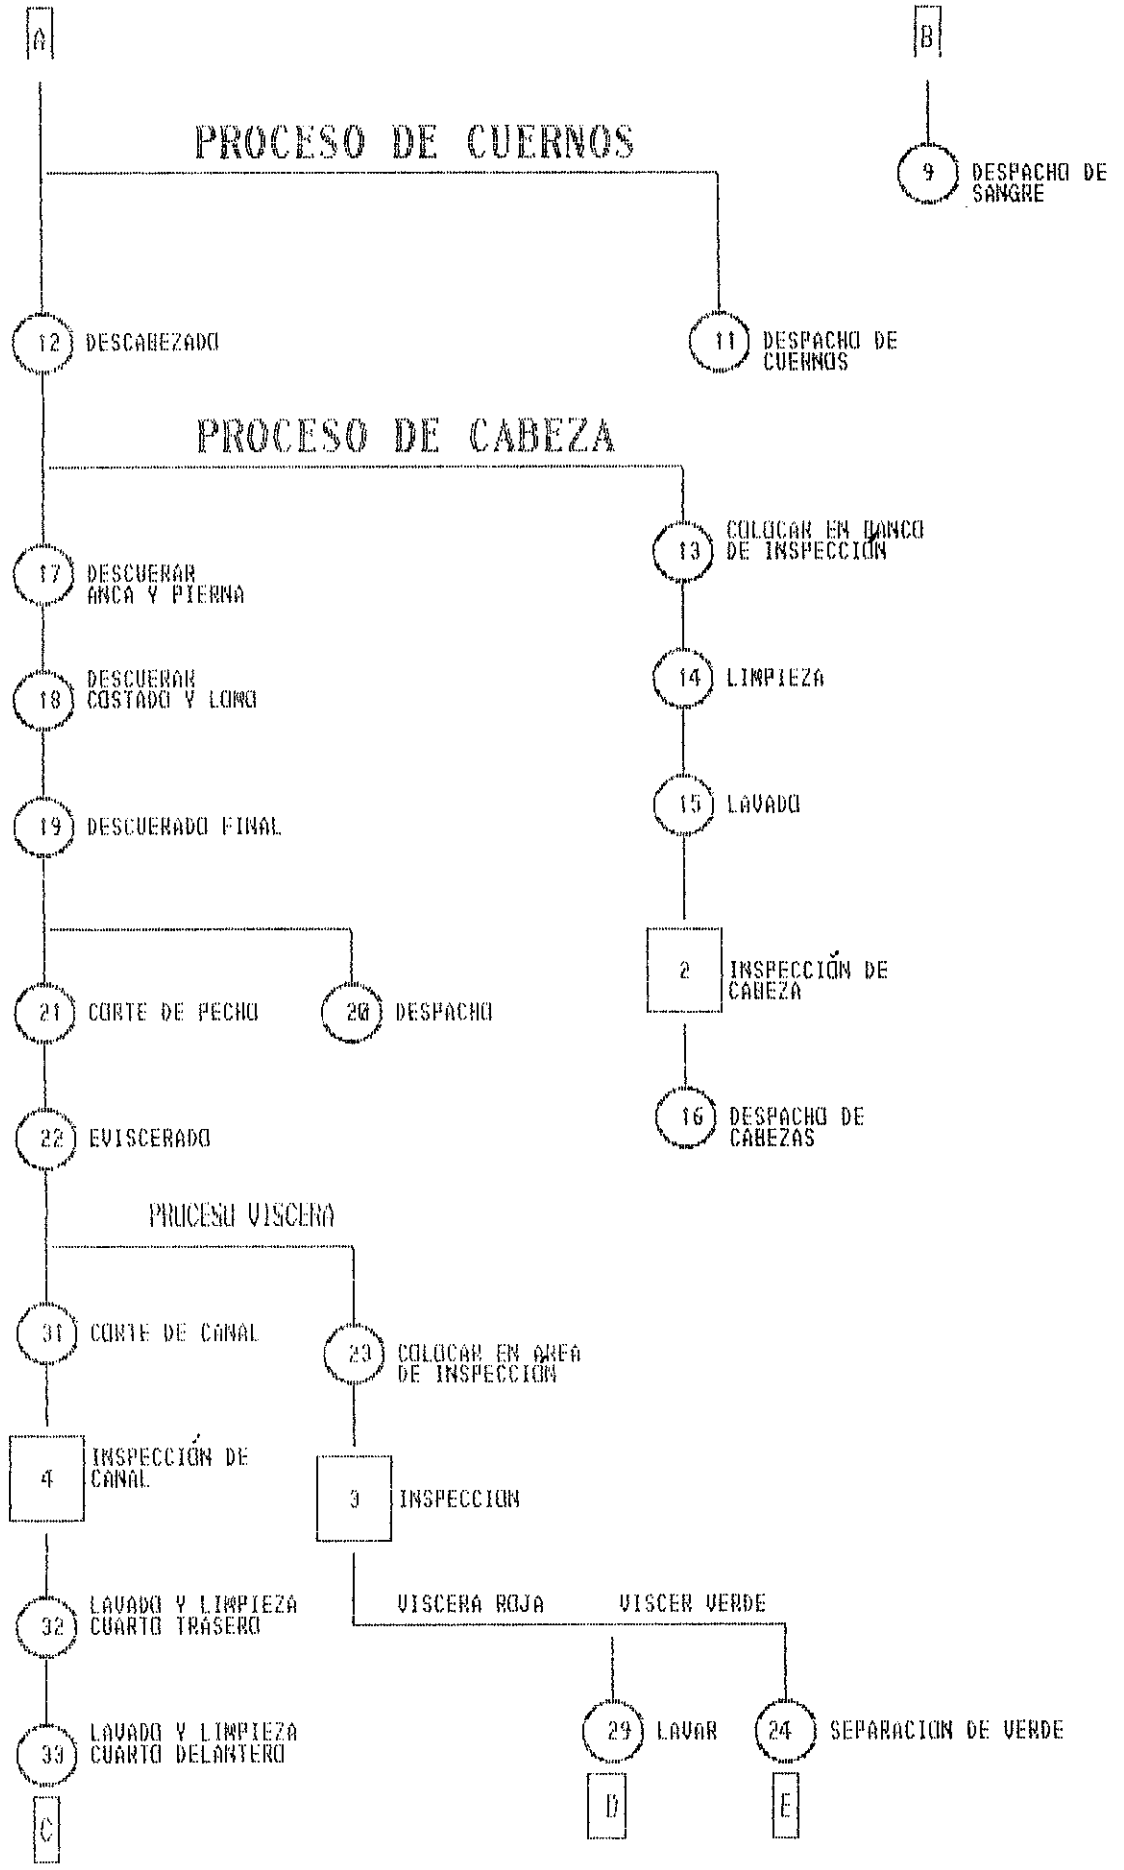 A
B
PROCESO DE CUERNOS
9 DESPACHO DE
SANGRE
12 DESCABEZADO
11 DESPACHO DE
CUERNOS
PROCESO DE CABEZA
13 COLOCAR EN BANCO
DE INSPECCIÓN
17 DESCUERAR
ANCA Y PIERNA
14 LIMPIEZA
18 DESCUERAR
COSTADO Y LOMO
15 LAVADO
19 DESCUERADO FINAL
2 INSPECCIÓN DE
CABEZA
21 CORTE DE PECHO
20 DESPACHO
16 DESPACHO DE
CABEZAS
22 EVISCERADO
PROCESO VISCERA
31 CORTE DE CANAL
23 COLOCAR EN AREA
DE INSPECCIÓN
4 INSPECCIÓN DE
CANAL
3 INSPECCION
VISCERA ROJA
VISCER VERDE
32 LAVADO Y LIMPIEZA
CUARTO TRASERO
33 LAVADO Y LIMPIEZA
CUARTO DELANTERO
29 LAVAR
24 SEPARACION DE VERDE
C
D
E